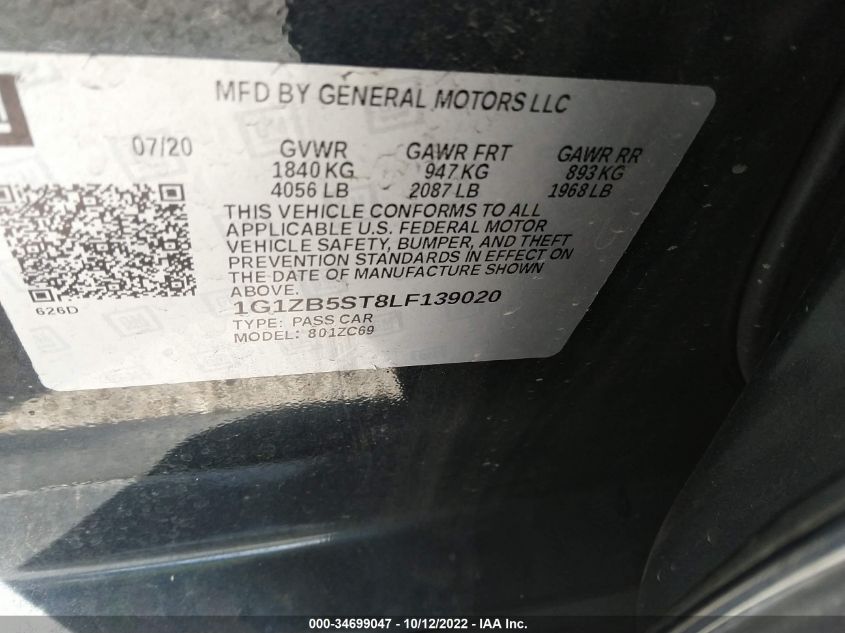 MFD BY GENERAL MOTORS LLC
07/20 GVWR GAWR FRT GAWR RR
1840 KG 947 KG 893 KG
4056 LB 2087 LB 1968 LB
THIS VEHICLE CONFORMS TO ALL
APPLICABLE U.S. FEDERAL MOTOR
VEHICLE SAFETY, BUMPER, AND THEFT
PREVENTION STANDARDS IN EFFECT ON
THE DATE OF MANUFACTURE SHOWN
ABOVE.
626D 1G1ZB5ST8LF139020
TYPE: PASS CAR
MODEL: 801ZC69
000-34699047 - 10/12/2022 - IAA Inc.